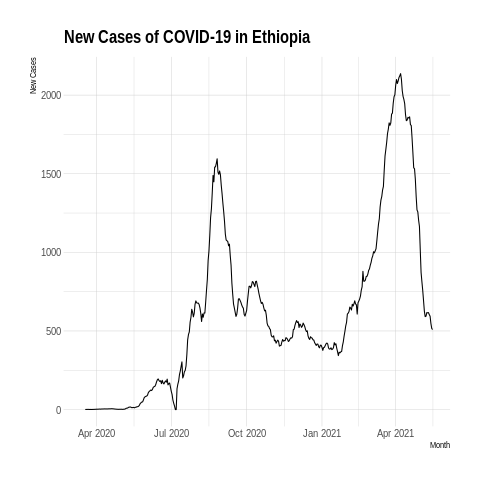 New Cases of COVID-19 in Ethiopia
New Cases
2000
1500
1000
500
0
Apr 2020 Jul 2020 Oct 2020 Jan 2021 Apr 2021
Month